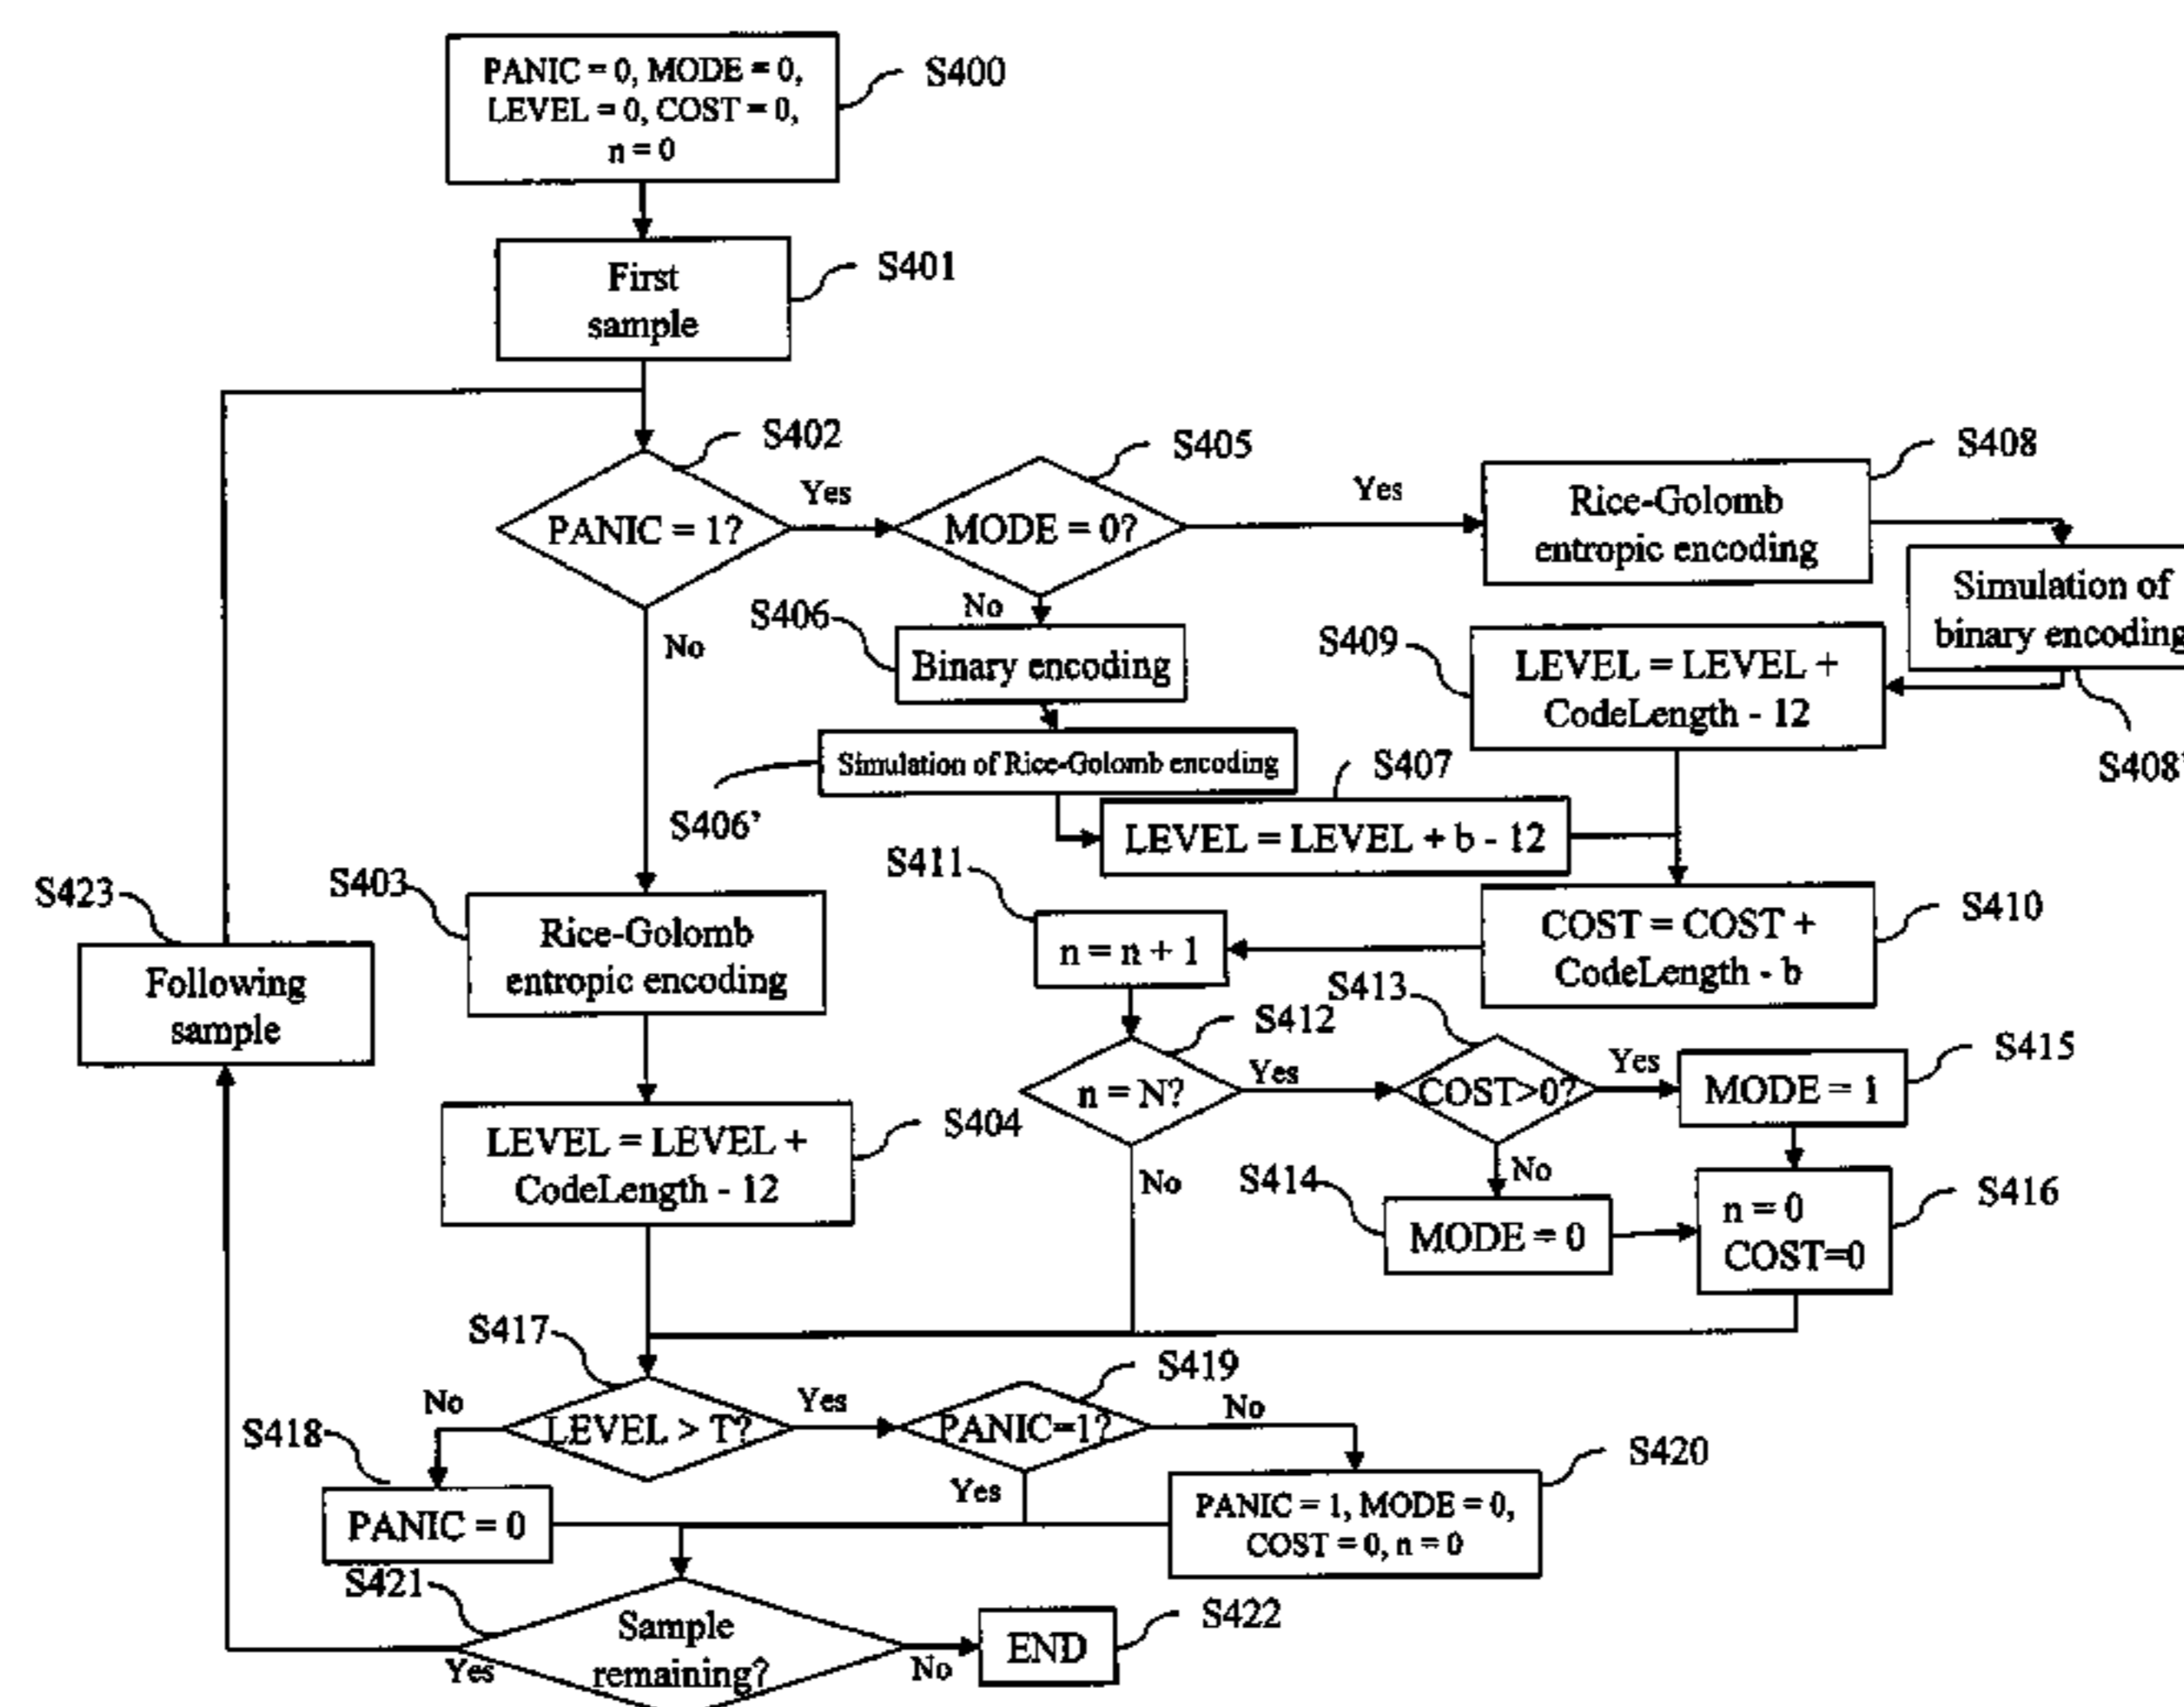 PANIC = 0, MODE = 0,
LEVEL = 0, COST = 0,
n = 0
S400
First
sample
S401
S402
PANIC = 1?
Yes
No
S405
MODE = 0?
Yes
No
S408
Rice-Golomb
entropic encoding
Simulation of
binary encoding
S408'
S406
Binary encoding
S409
LEVEL = LEVEL +
CodeLength - 12
Simulation of Rice-Golomb encoding
S406’
S407
LEVEL = LEVEL + b - 12
S411
n = n + 1
COST = COST +
CodeLength - b
S410
S423
Following
sample
S403
Rice-Golomb
entropic encoding
S412
n = N?
Yes
No
S413
COST>0?
Yes
No
MODE = 1
S415
LEVEL = LEVEL +
CodeLength - 12
S404
S414
MODE = 0
n = 0
COST=0
S416
S417
LEVEL > T?
No
Yes
S419
PANIC=1?
No
Yes
S418
PANIC = 0
PANIC = 1, MODE = 0,
COST = 0, n = 0
S420
S421
Sample
remaining?
Yes
No
END
S422